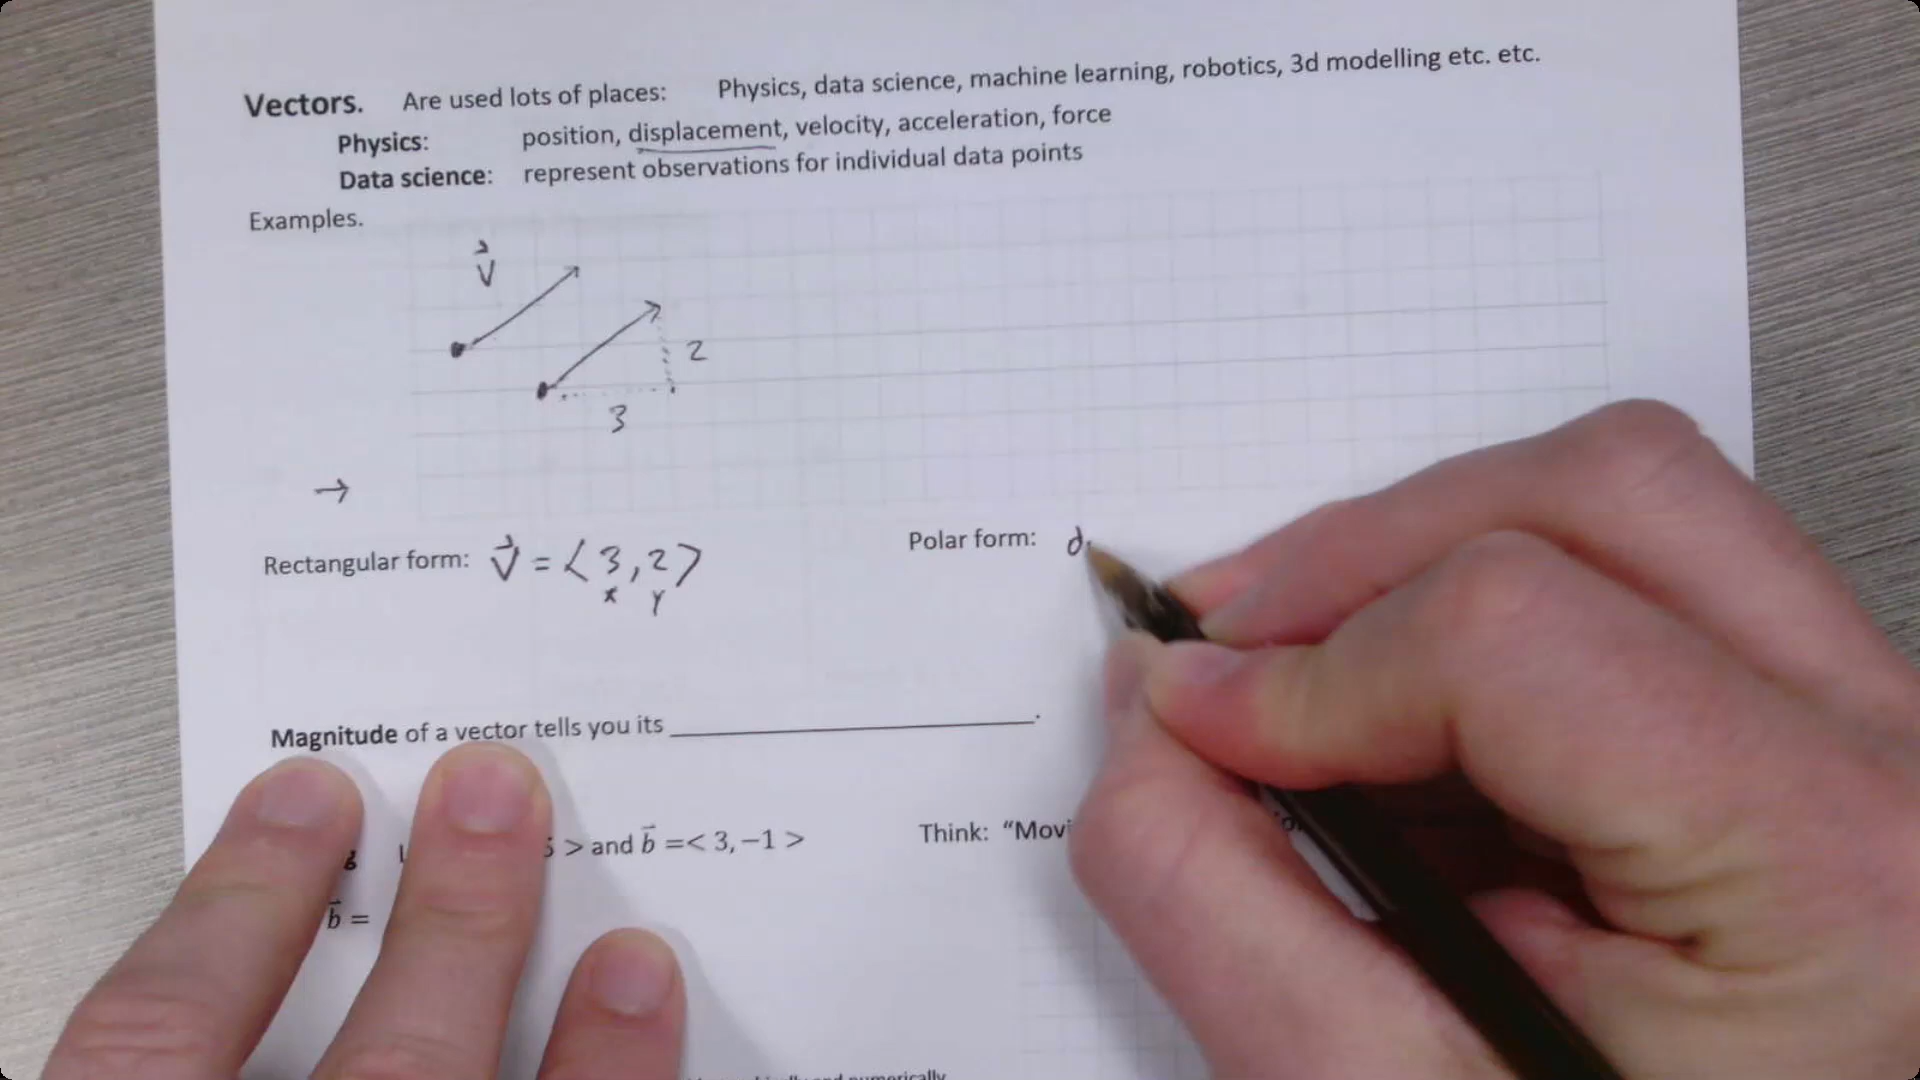 Vectors. Are used lots of places: Physics, data science, machine learning, robotics, 3d modelling etc. etc.
Physics: position, displacement, velocity, acceleration, force
Data science: represent observations for individual data points
Examples.
v⃗
2
3
→
Rectangular form: v⃗ = ⟨3, 2⟩ Polar form:
x y
Magnitude of a vector tells you its ____________________.
> and b⃗ =< 3, −1 > Think:
b⃗ =
numerically